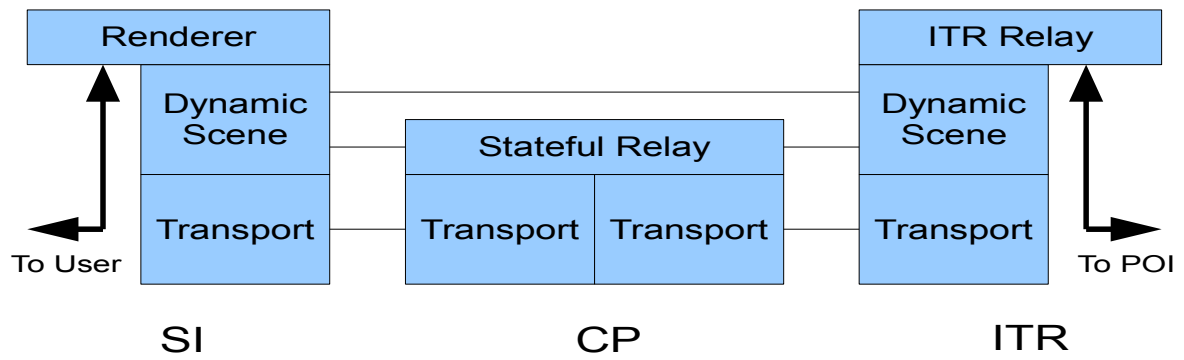 Renderer
ITR Relay
Dynamic
Scene
Dynamic
Scene
Stateful Relay
Transport
Transport
Transport
Transport
To User
To POI
SI
CP
ITR